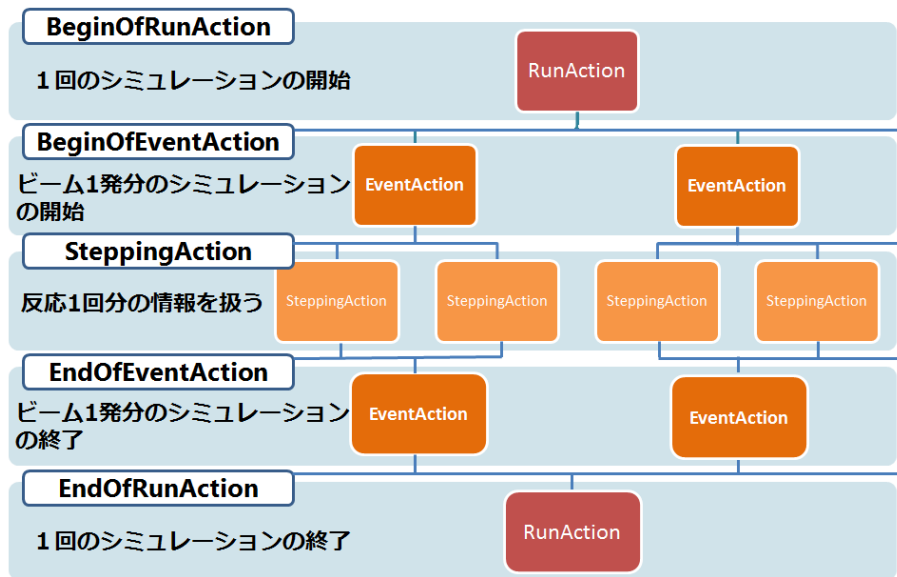 BeginOfRunAction
１回のシミュレーションの開始
RunAction
BeginOfEventAction
ビーム1発分のシミュレーション
の開始
EventAction
EventAction
SteppingAction
反応1回分の情報を扱う
SteppingAction
SteppingAction
SteppingAction
SteppingAction
EndOfEventAction
ビーム1発分のシミュレーション
の終了
EventAction
EventAction
EndOfRunAction
１回のシミュレーションの終了
RunAction